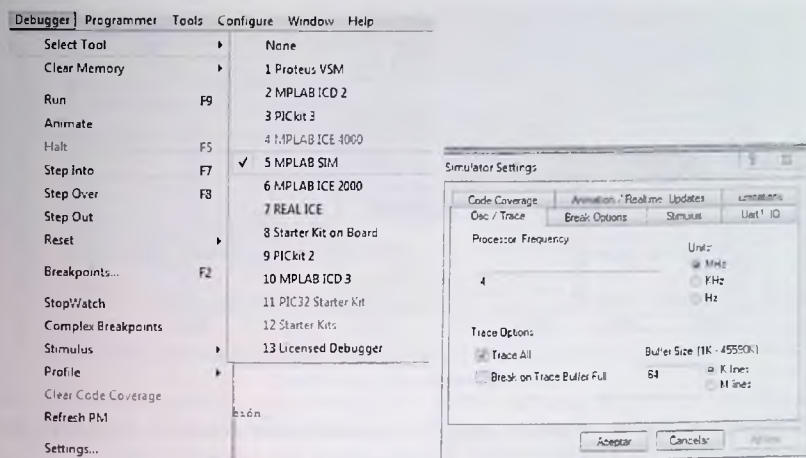 Debugger Programmer Tools Configure Window Help
Select Tool
Clear Memory
Run F9
Animate
Halt F5
Step Into F7
Step Over F8
Step Out
Reset
Breakpoints... F2
StopWatch
Complex Breakpoints
Stimulus
Profile
Clear Code Coverage
Refresh PM
Settings...
None
1 Proteus VSM
2 MPLAB ICD 2
3 PICkit 3
4 MPLAB ICE 4000
✓ 5 MPLAB SIM
6 MPLAB ICE 2000
7 REAL ICE
8 Starter Kit on Board
9 PICkit 2
10 MPLAB ICD 3
11 PIC32 Starter Kit
12 Starter Kits
13 Licensed Debugger
Simulator Settings
Code Coverage Animation / Realtime Updates Limitations
Osc / Trace Break Options Stimulus Uart1 IO
Processor Frequency
Units:
4
MHz
KHz
Hz
Trace Options
Trace All
Break on Trace Buffer Full
Buffer Size (1K - 45590K)
64
K lines
M lines
Aceptar Cancelar